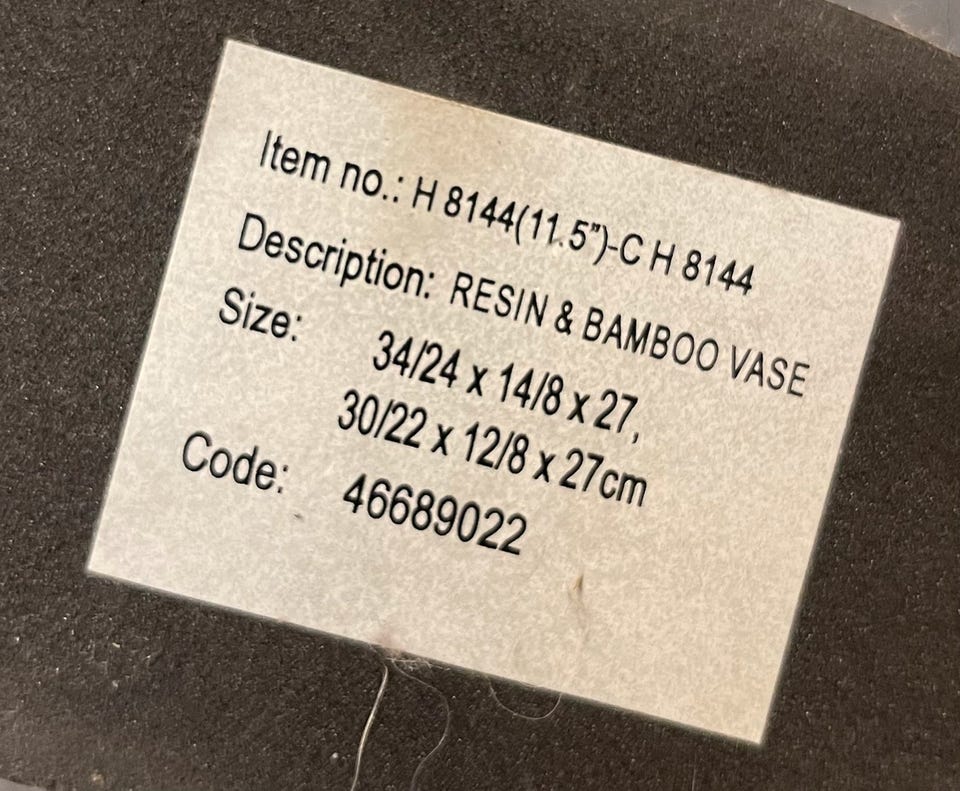 Item no.: H 8144(11.5”)-C H 8144
Description: RESIN & BAMBOO VASE
Size: 34/24 x 14/8 x 27,
30/22 x 12/8 x 27cm
Code: 46689022